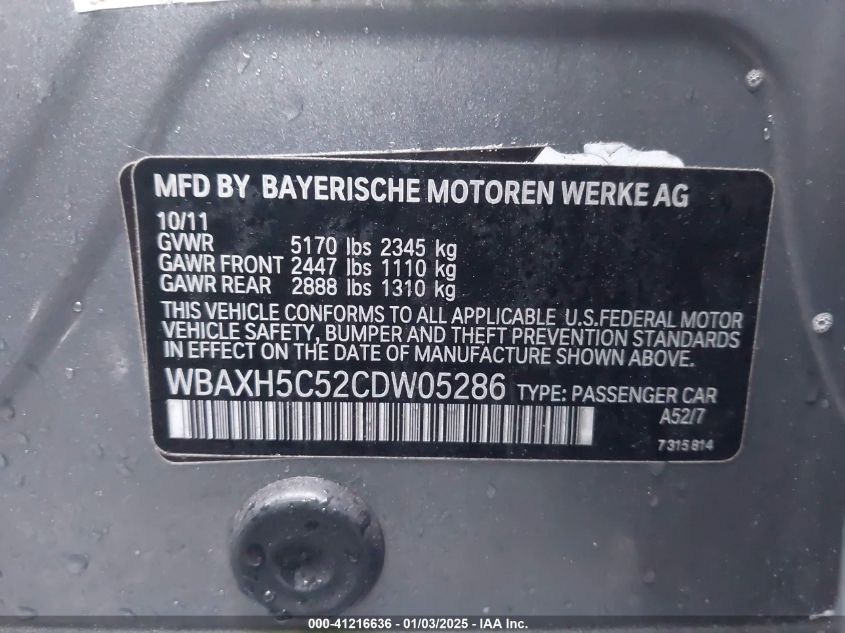 MFD BY BAYERISCHE MOTOREN WERKE AG
10/11
GVWR 5170 lbs 2345 kg
GAWR FRONT 2447 lbs 1110 kg
GAWR REAR 2888 lbs 1310 kg
THIS VEHICLE CONFORMS TO ALL APPLICABLE U.S.FEDERAL MOTOR
VEHICLE SAFETY, BUMPER AND THEFT PREVENTION STANDARDS
IN EFFECT ON THE DATE OF MANUFACTURE SHOWN ABOVE.
WBAXH5C52CDW05286 TYPE: PASSENGER CAR
A52/7
7315814
000-41216636 - 01/03/2025 - IAA Inc.